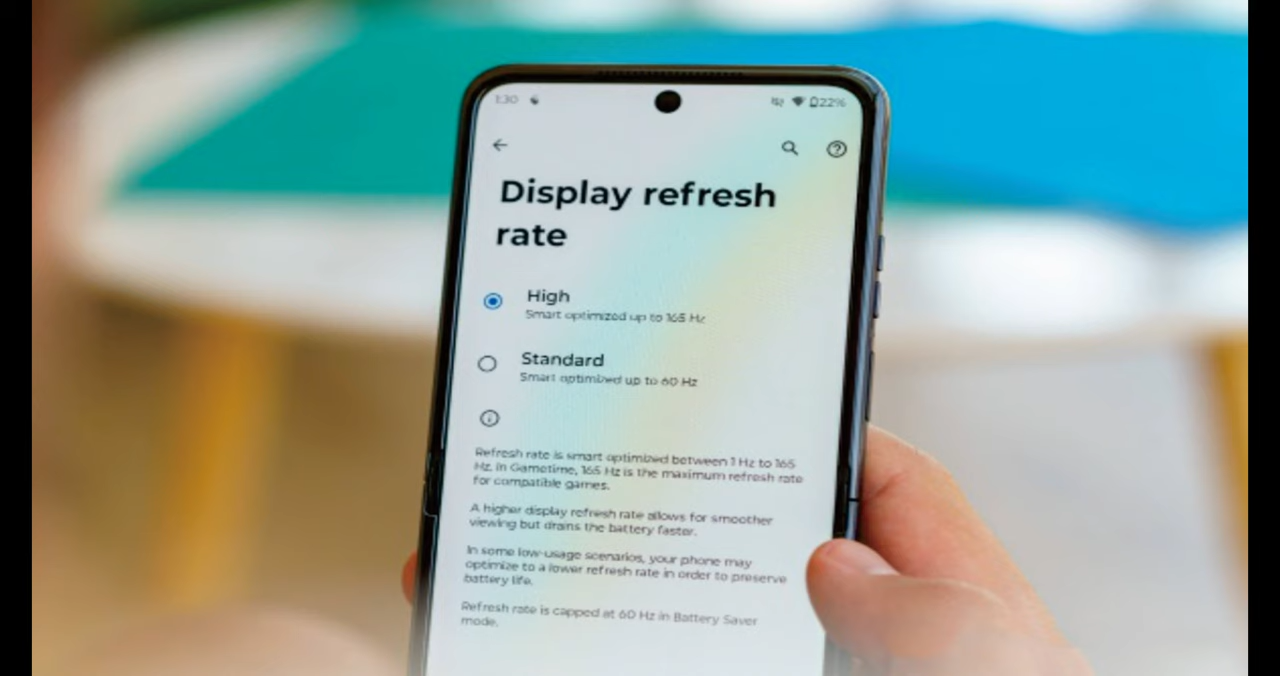 1:30
22%
Display refresh
rate
High
Smart optimized up to 165 Hz
Standard
Smart optimized up to 60 Hz
Refresh rate is smart optimized between 1 Hz to 165
Hz. In Gametime, 165 Hz is the maximum refresh rate
for compatible games.
A higher display refresh rate allows for smoother
viewing but drains the battery faster.
In some low-usage scenarios, your phone may
optimize to a lower refresh rate in order to preserve
battery life.
Refresh rate is capped at 60 Hz in Battery Saver
mode.